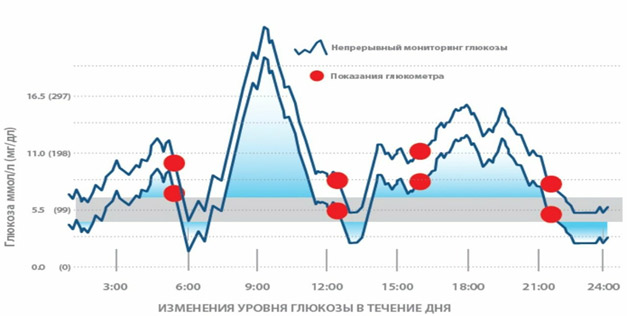 Непрерывный мониторинг глюкозы
Показания глюкометра
Глюкоза ммол/л (мг/дл)
16.5 (297)
11.0 (198)
5.5 (99)
0.0 (0)
3:00 6:00 9:00 12:00 15:00 18:00 21:00 24:00
ИЗМЕНЕНИЯ УРОВНЯ ГЛЮКОЗЫ В ТЕЧЕНИЕ ДНЯ